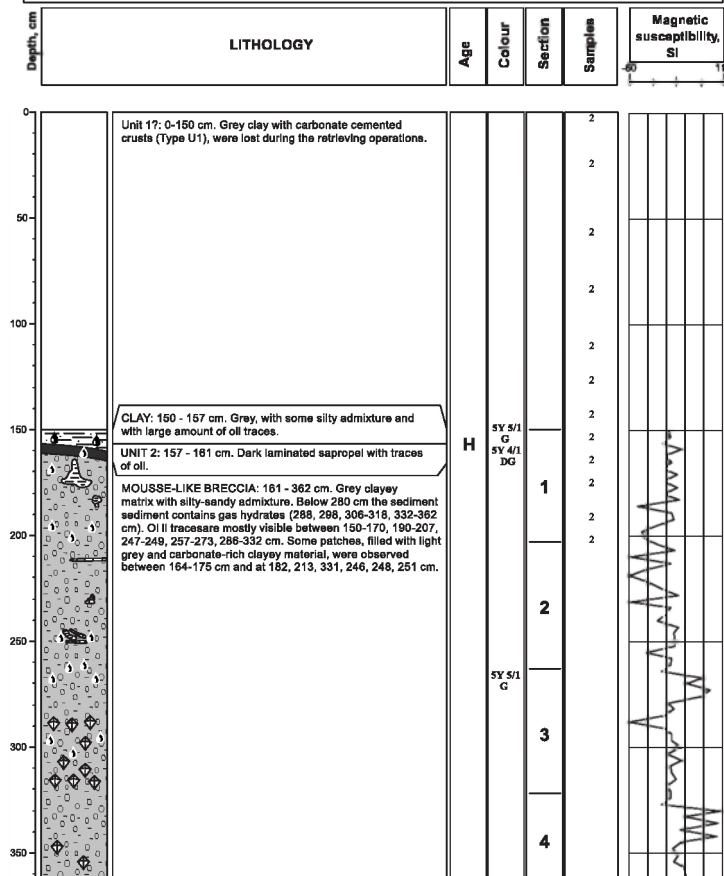 Depth, cm
LITHOLOGY
Age
Colour
Section
Samples
Magnetic
susceptibility,
SI
0
50
100
150
200
250
300
350
Unit 1?: 0-150 cm. Grey clay with carbonate cemented
crusts (Type U1), were lost during the retrieving operations.
CLAY: 150 - 157 cm. Grey, with some silty admixture and
with large amount of oil traces.
UNIT 2: 157 - 161 cm. Dark laminated sapropel with traces
of oil.
MOUSSE-LIKE BRECCIA: 161 - 362 cm. Grey clayey
matrix with silty-sandy admixture. Below 280 cm the sediment
sediment contains gas hydrates (288, 298, 306-318, 332-362
cm). Oll II tracesare mostly visible between 150-170, 190-207,
247-249, 257-273, 286-332 cm. Some patches, filled with light
grey and carbonate-rich clayey material, were observed
between 164-175 cm and at 182, 213, 331, 246, 248, 251 cm.
H
5Y 5/1
G
5Y 4/1
DG
5Y 5/1
G
1
2
3
4
2
2
2
2
2
2
2
2
2
2
2
2